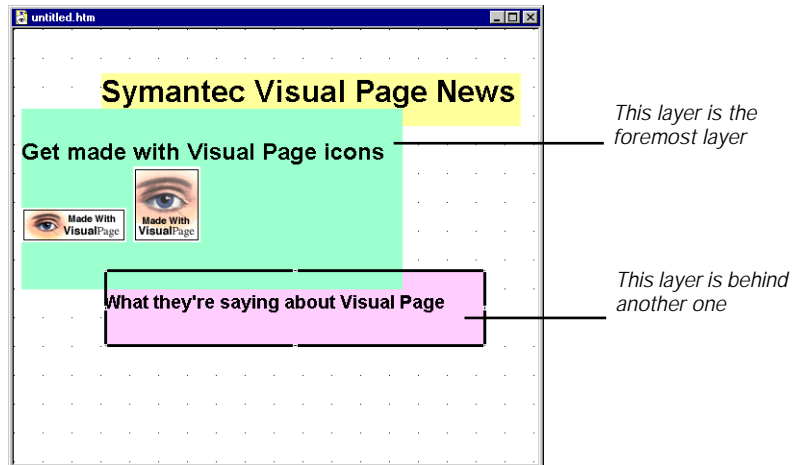 untitled.htm
Symantec Visual Page News
This layer is the
foremost layer
Get made with Visual Page icons
Made With
VisualPage
Made With
VisualPage
This layer is behind
another one
What they're saying about Visual Page